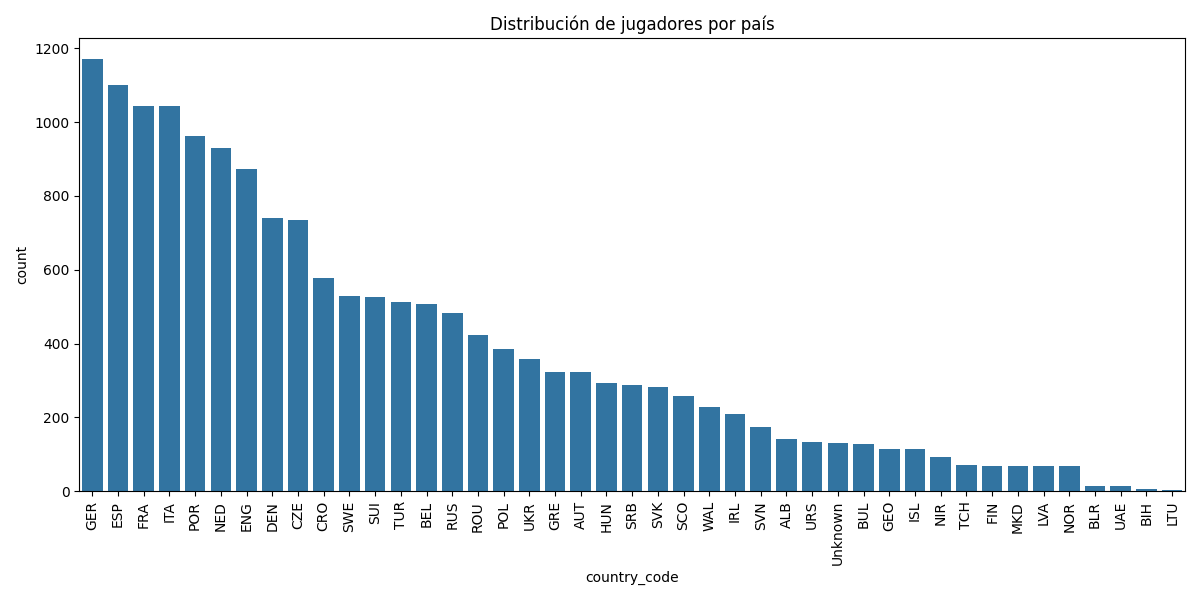 Distribución de jugadores por país
1200
1000
800
600
400
200
0
count
GER ESP FRA ITA POR NED ENG DEN CZE CRO SWE SUI TUR BEL RUS ROU POL UKR GRE AUT HUN SRB SVK SCO WAL IRL SVN ALB URS Unknown BUL GEO ISL NIR TCH FIN MKD LVA NOR BLR UAE BIH LTU
country_code